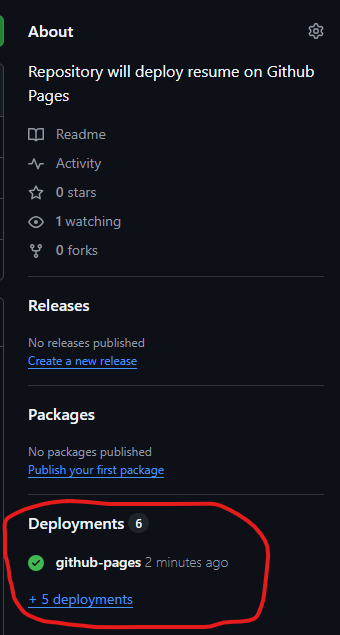 About
Repository will deploy resume on Github
Pages
Readme
Activity
0 stars
1 watching
0 forks
Releases
No releases published
Create a new release
Packages
No packages published
Publish your first package
Deployments 6
github-pages 2 minutes ago
+ 5 deployments